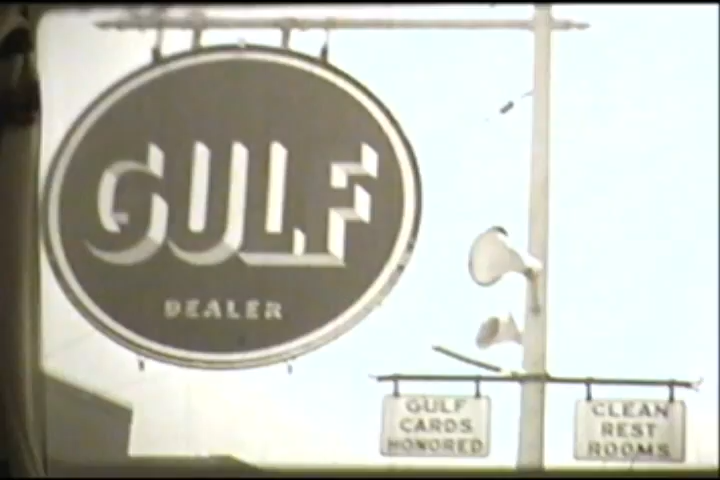 GULF
DEALER
GULF
CARDS
HONORED
CLEAN
REST
ROOMS